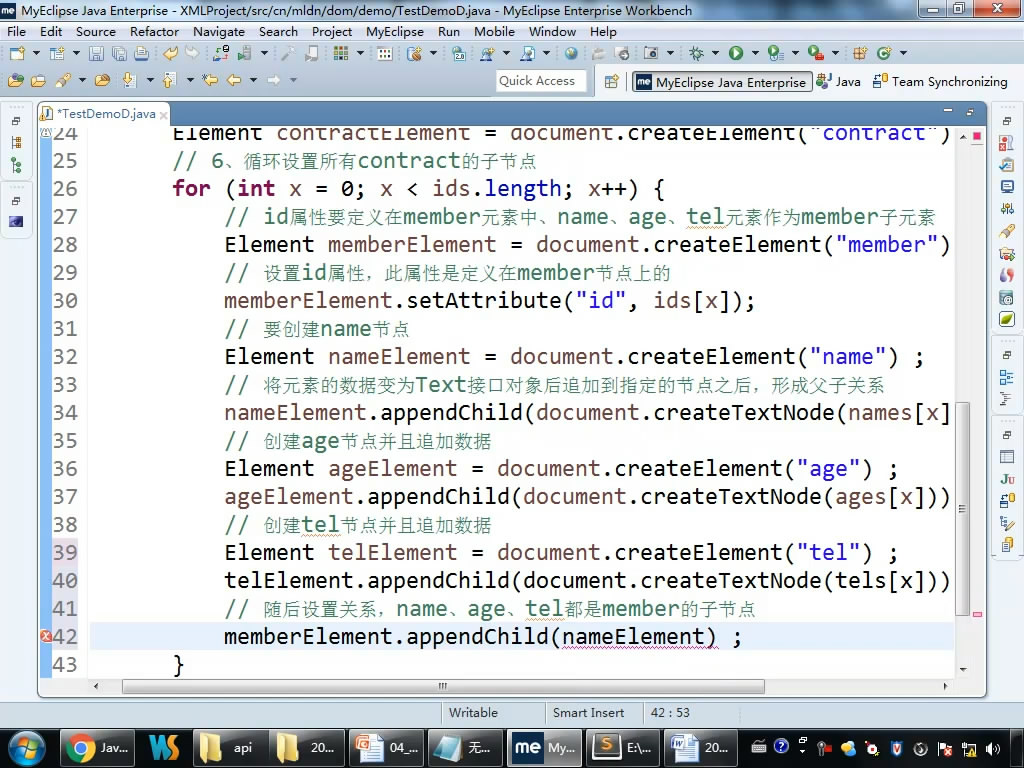 MyEclipse Java Enterprise - XMLProject/src/cn/mldn/dom/demo/TestDemoD.java - MyEclipse Enterprise Workbench
File Edit Source Refactor Navigate Search Project MyEclipse Run Mobile Window Help
Quick Access
MyEclipse Java Enterprise
Java
Team Synchronizing
*TestDemoD.java
24 Element contractElement = document.createElement("contract")
25 // 6、循环设置所有contract的子节点
26 for (int x = 0; x < ids.length; x++) {
27 // id属性要定义在member元素中、name、age、tel元素作为member子元素
28 Element memberElement = document.createElement("member")
29 // 设置id属性，此属性是定义在member节点上的
30 memberElement.setAttribute("id", ids[x]);
31 // 要创建name节点
32 Element nameElement = document.createElement("name") ;
33 // 将元素的数据变为Text接口对象后追加到指定的节点之后，形成父子关系
34 nameElement.appendChild(document.createTextNode(names[x]
35 // 创建age节点并且追加数据
36 Element ageElement = document.createElement("age") ;
37 ageElement.appendChild(document.createTextNode(ages[x]))
38 // 创建tel节点并且追加数据
39 Element telElement = document.createElement("tel") ;
40 telElement.appendChild(document.createTextNode(tels[x]))
41 // 随后设置关系，name、age、tel都是member的子节点
42 memberElement.appendChild(nameElement) ;
43 }
Writable
Smart Insert
42 : 53
Jav...
api
20...
04_...
无...
me My...
E:\...
20...